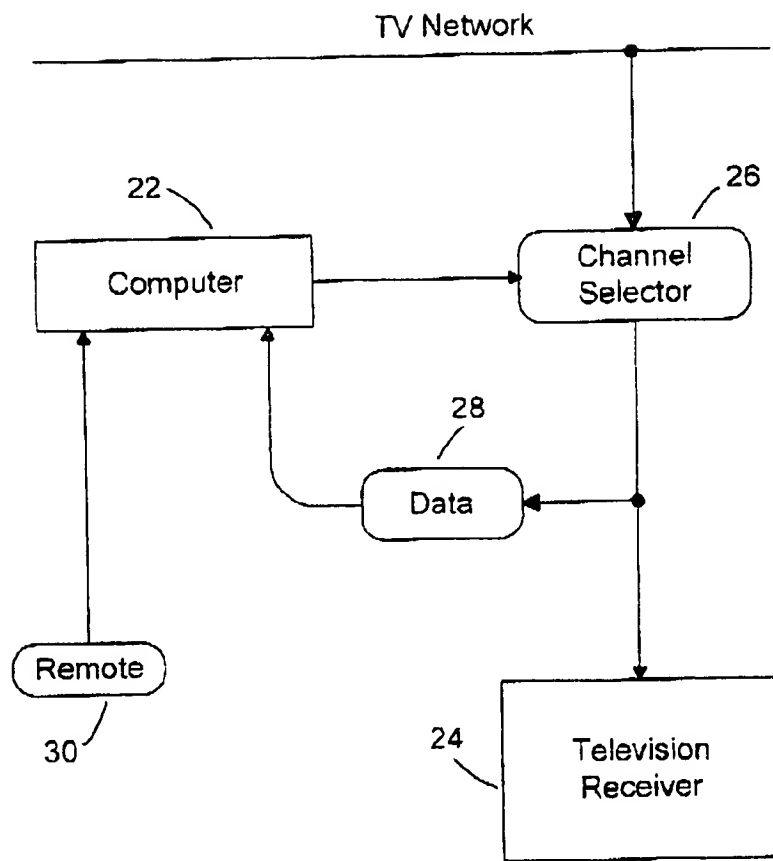 TV Network
22
26
Computer
Channel
Selector
28
Data
Remote
30
24
Television
Receiver